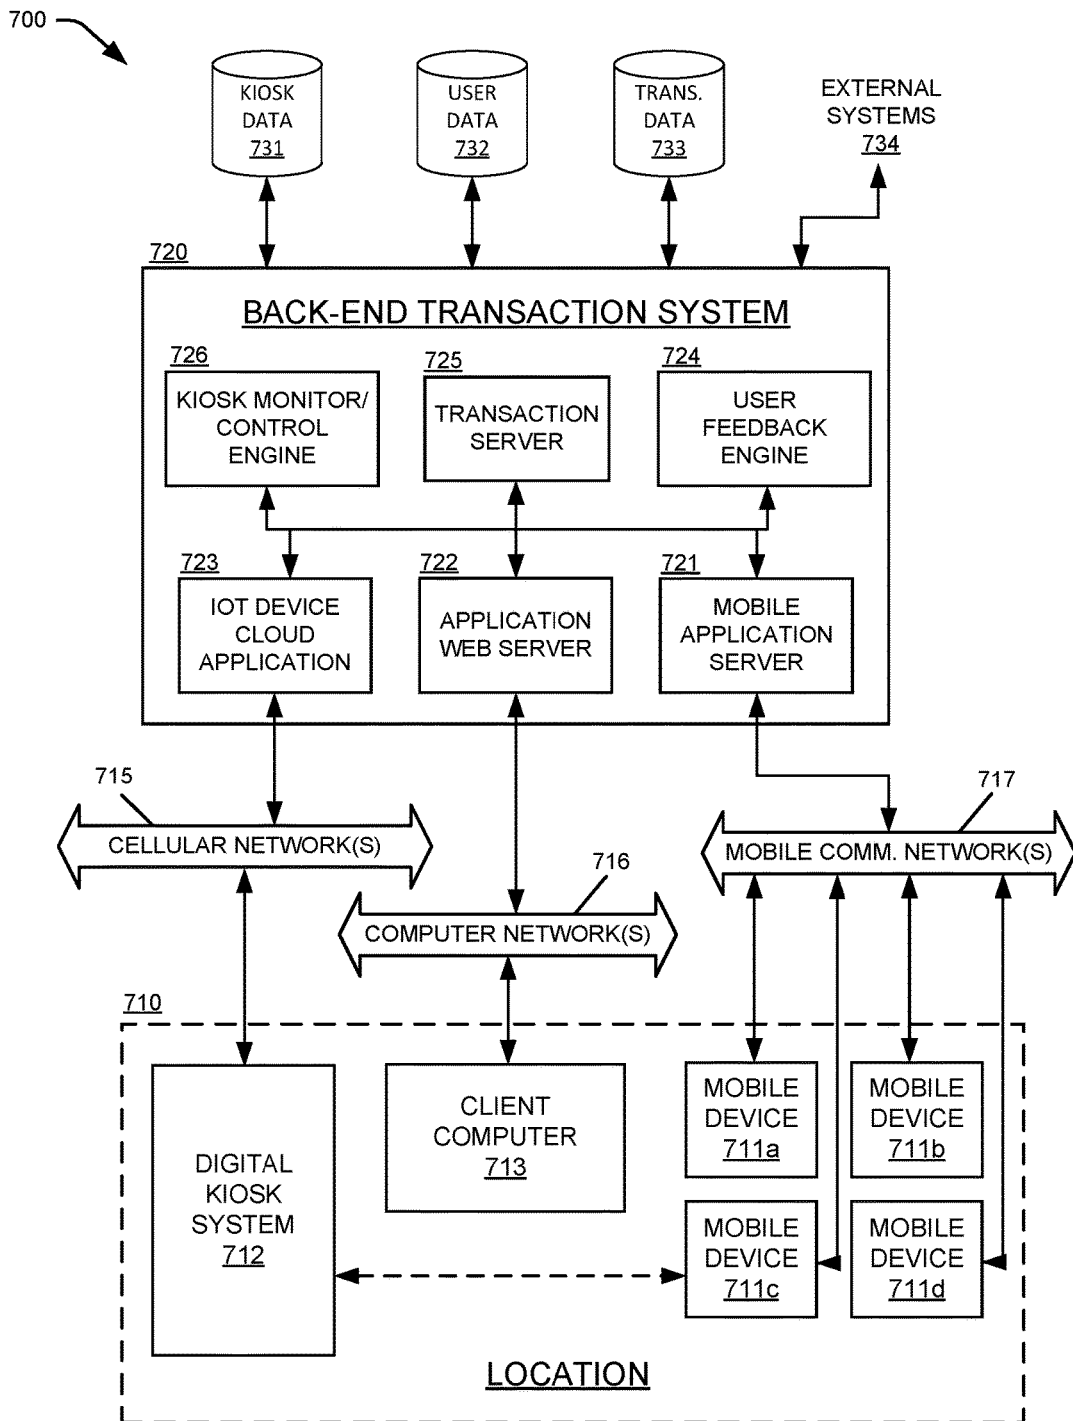 700
KIOSK
DATA
731
USER
DATA
732
TRANS.
DATA
733
EXTERNAL
SYSTEMS
734
720
BACK-END TRANSACTION SYSTEM
726
KIOSK MONITOR/
CONTROL
ENGINE
725
TRANSACTION
SERVER
724
USER
FEEDBACK
ENGINE
723
IOT DEVICE
CLOUD
APPLICATION
722
APPLICATION
WEB SERVER
721
MOBILE
APPLICATION
SERVER
715
CELLULAR NETWORK(S)
717
MOBILE COMM. NETWORK(S)
716
COMPUTER NETWORK(S)
710
DIGITAL
KIOSK
SYSTEM
712
CLIENT
COMPUTER
713
MOBILE
DEVICE
711a
MOBILE
DEVICE
711b
MOBILE
DEVICE
711c
MOBILE
DEVICE
711d
LOCATION